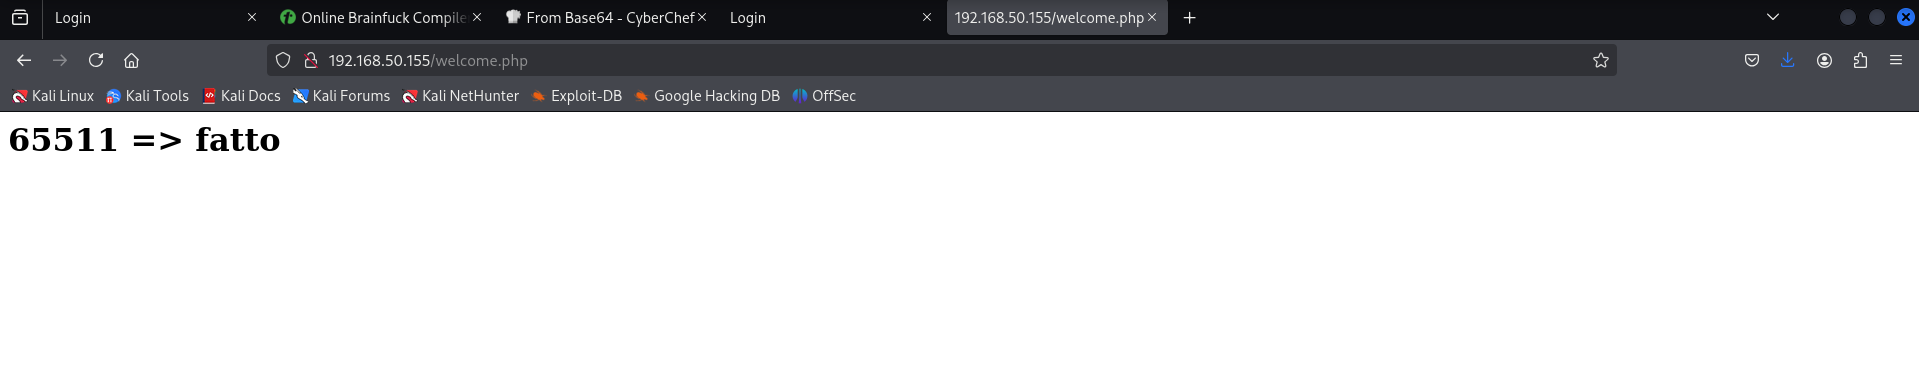 Login
Online Brainfuck Compile
From Base64 - CyberChef
Login
192.168.50.155/welcome.php
192.168.50.155/welcome.php
Kali Linux
Kali Tools
Kali Docs
Kali Forums
Kali NetHunter
Exploit-DB
Google Hacking DB
OffSec
65511 => fatto